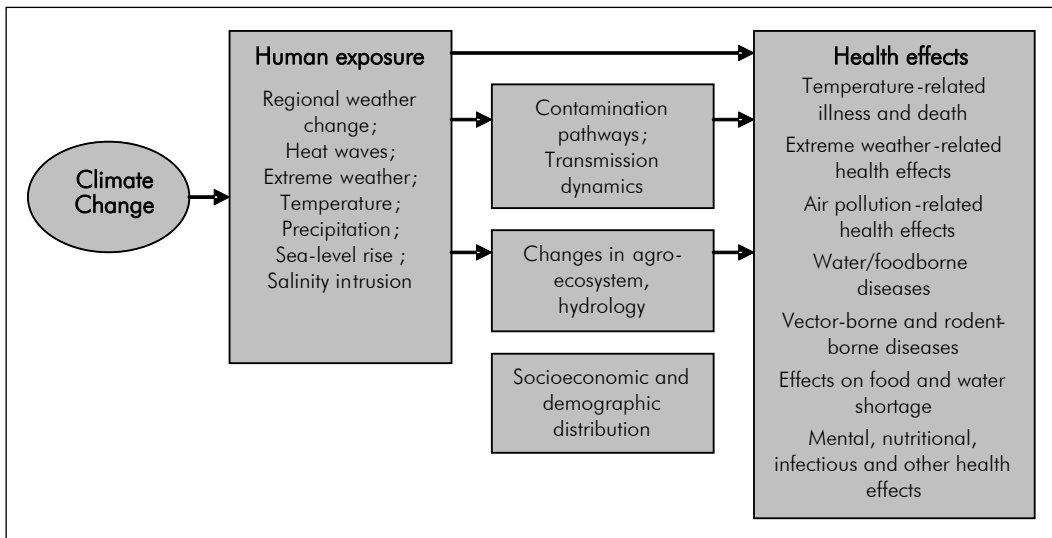 Climate
Change
Human exposure
Regional weather
change;
Heat waves;
Extreme weather;
Temperature;
Precipitation;
Sea-level rise ;
Salinity intrusion
Contamination
pathways;
Transmission
dynamics
Changes in agro-
ecosystem,
hydrology
Socioeconomic and
demographic
distribution
Health effects
Temperature-related
illness and death
Extreme weather-related
health effects
Air pollution-related
health effects
Water/foodborne
diseases
Vector-borne and rodent-
borne diseases
Effects on food and water
shortage
Mental, nutritional,
infectious and other health
effects